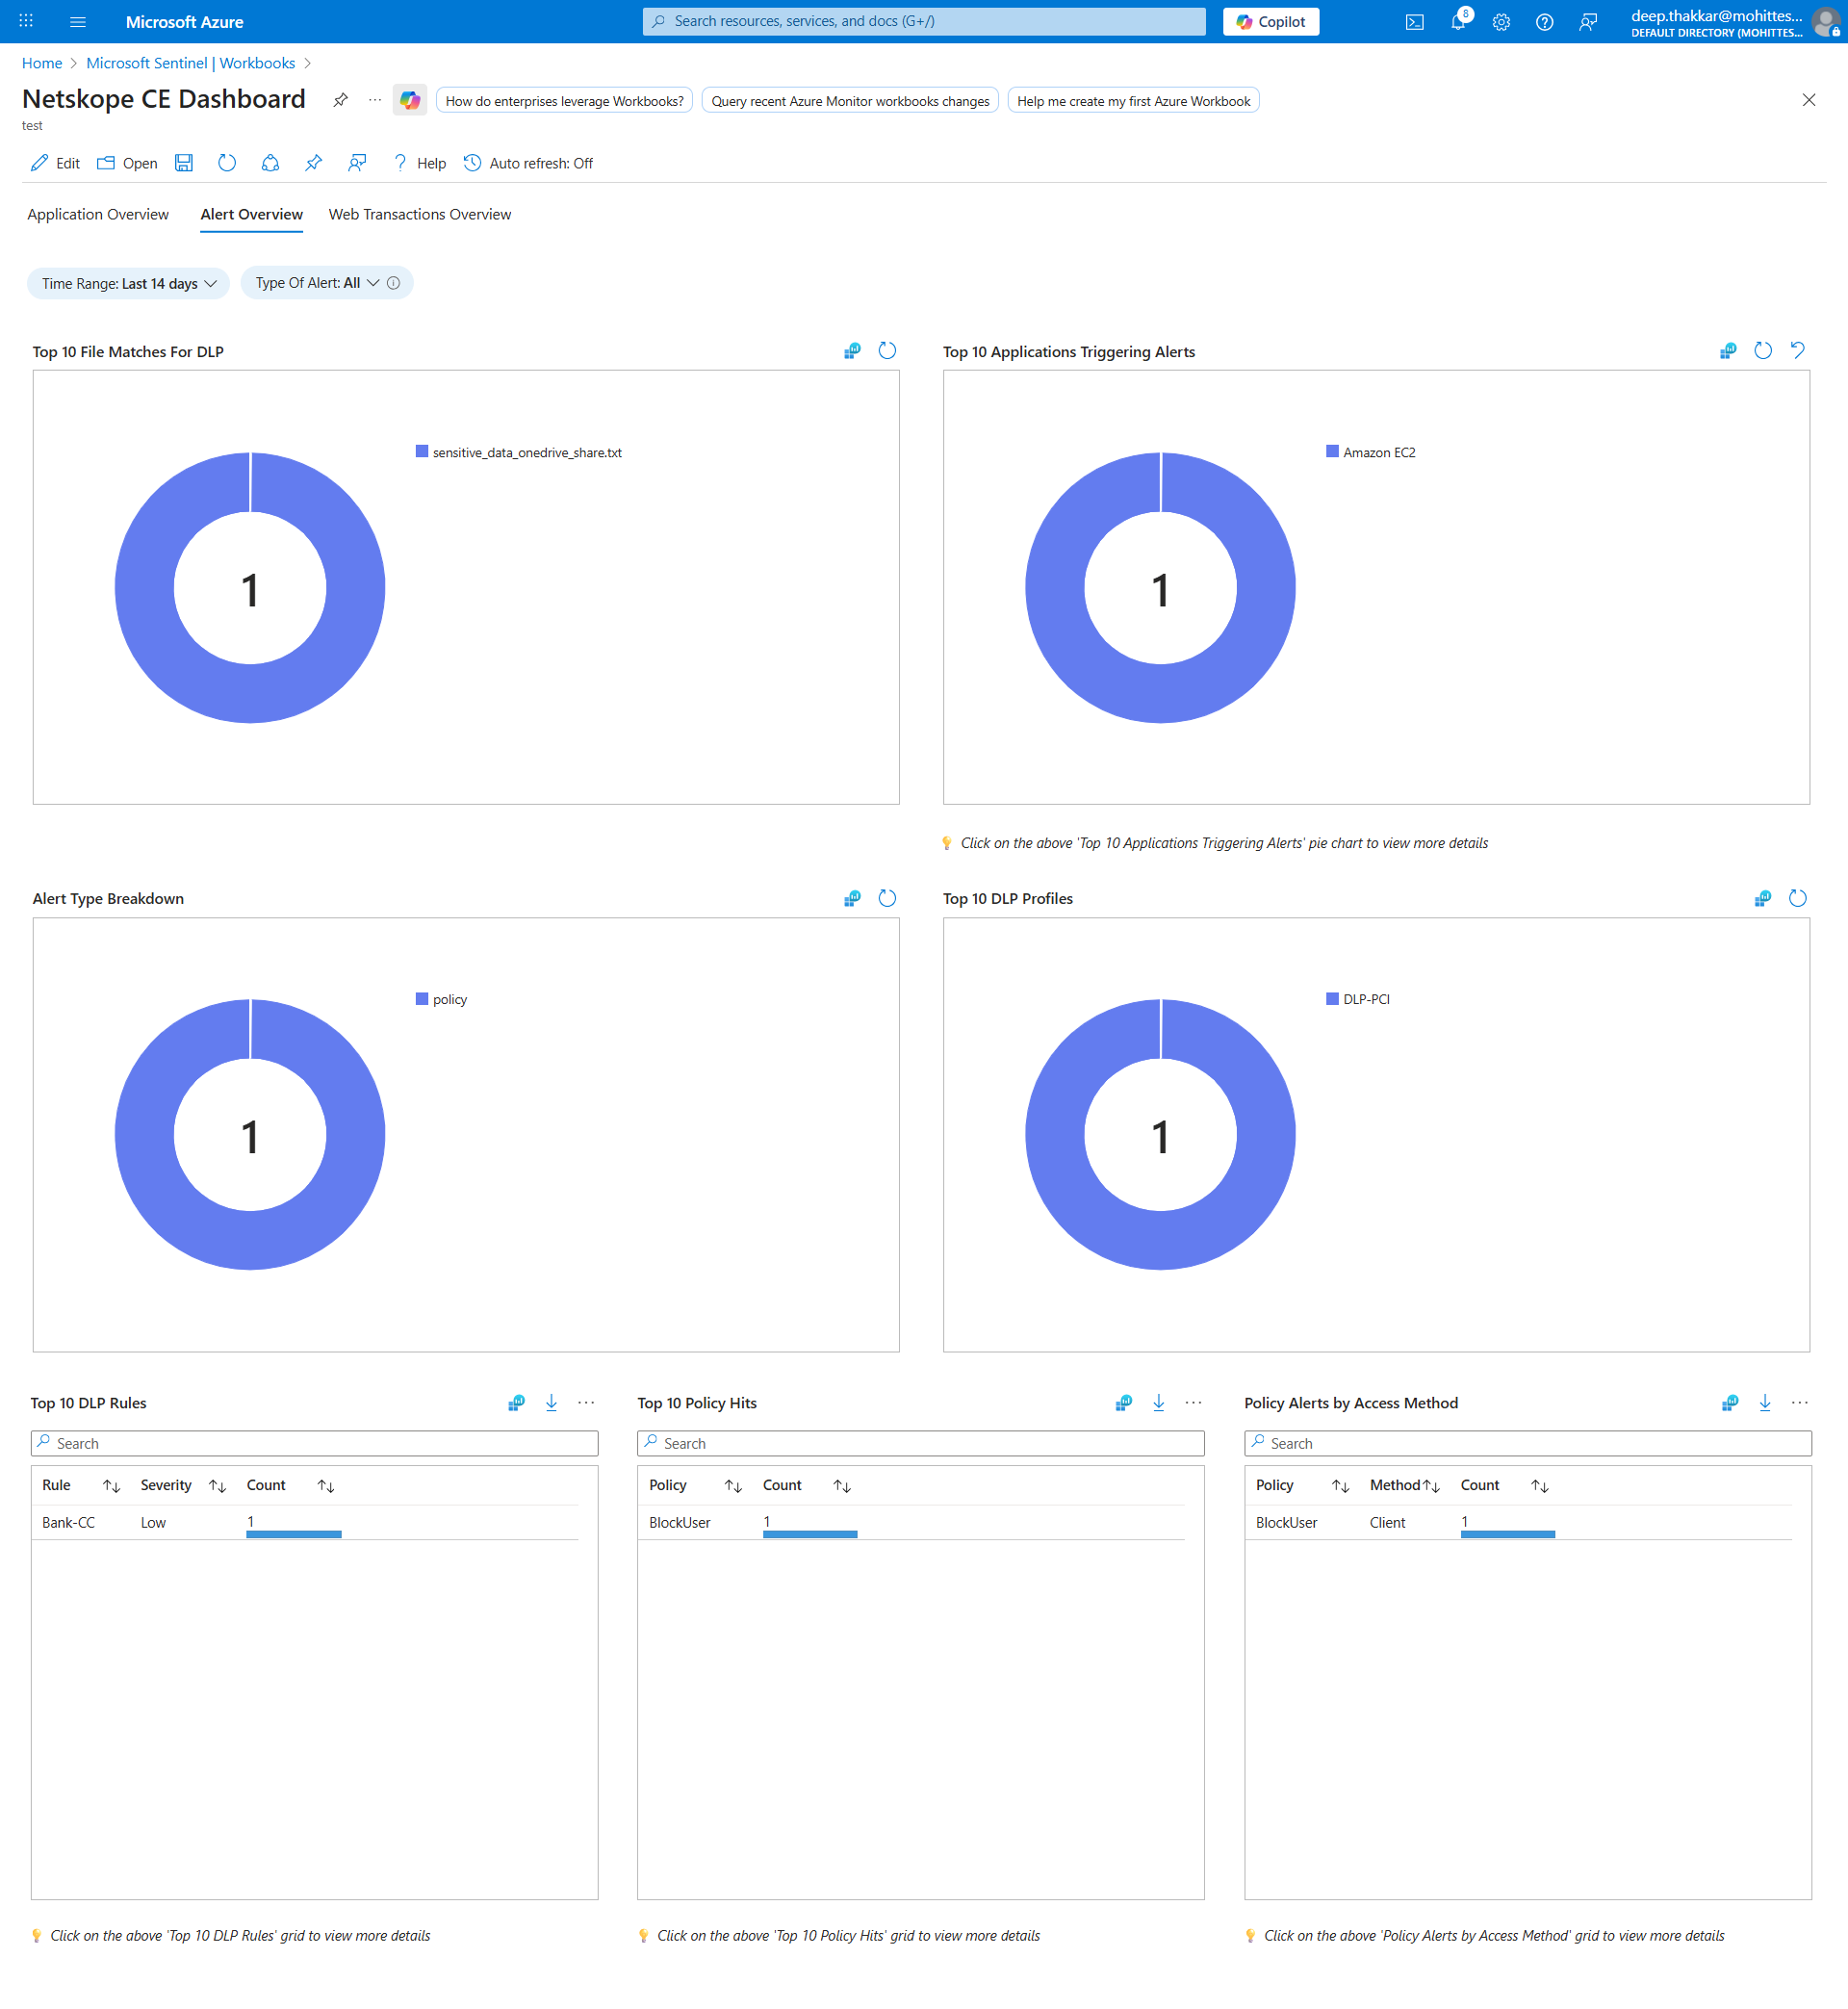 Microsoft Azure
Search resources, services, and docs (G+/)
Copilot
8
deep.thakkar@mohittes...
DEFAULT DIRECTORY (MOHITTES...
Home > Microsoft Sentinel | Workbooks >
Netskope CE Dashboard
How do enterprises leverage Workbooks?
Query recent Azure Monitor workbooks changes
Help me create my first Azure Workbook
test
Edit
Open
? Help
Auto refresh: Off
Application Overview
Alert Overview
Web Transactions Overview
Time Range: Last 14 days
Type Of Alert: All
Top 10 File Matches For DLP
sensitive_data_onedrive_share.txt
1
Top 10 Applications Triggering Alerts
Amazon EC2
1
Click on the above 'Top 10 Applications Triggering Alerts' pie chart to view more details
Alert Type Breakdown
policy
1
Top 10 DLP Profiles
DLP-PCI
1
Top 10 DLP Rules
Search
Rule Severity Count
Bank-CC Low 1
Click on the above 'Top 10 DLP Rules' grid to view more details
Top 10 Policy Hits
Search
Policy Count
BlockUser 1
Click on the above 'Top 10 Policy Hits' grid to view more details
Policy Alerts by Access Method
Search
Policy Method Count
BlockUser Client 1
Click on the above 'Policy Alerts by Access Method' grid to view more details